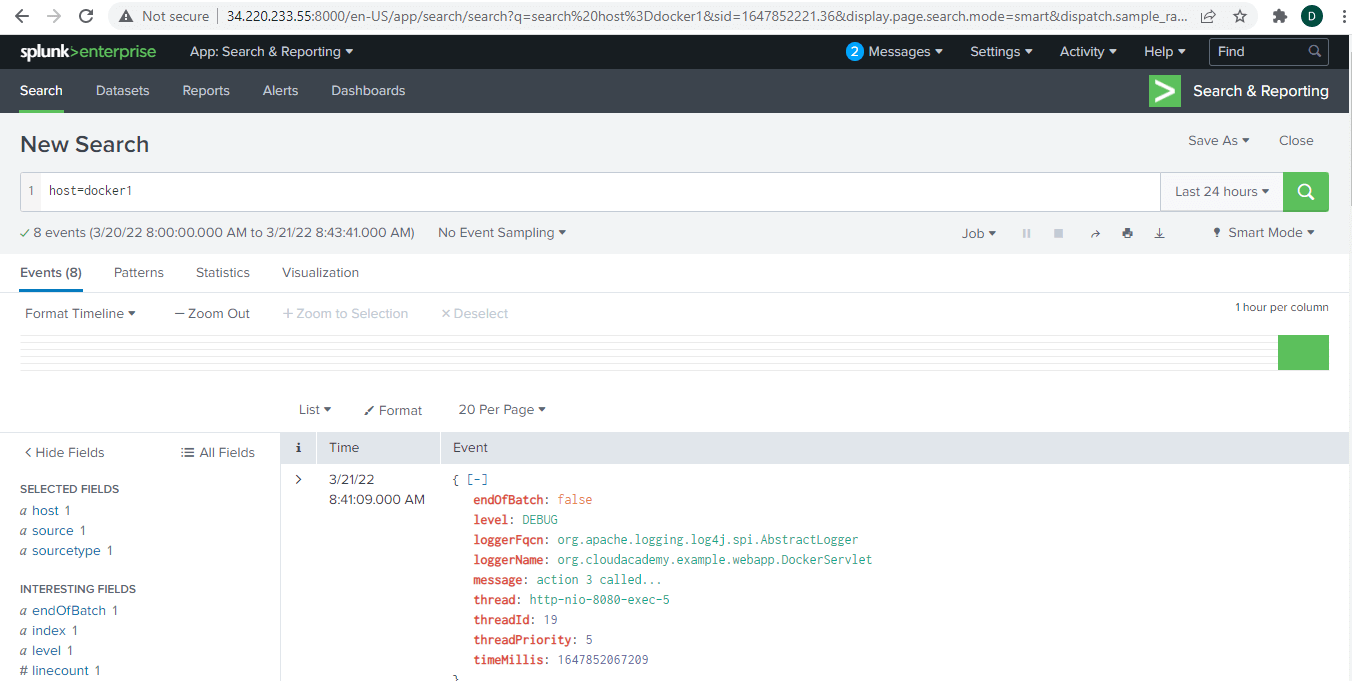 Not secure 34.220.233.55:8000/en-US/app/search/search?q=search%20host%3Ddocker1&sid=1647852221.36&display.page.search.mode=smart&dispatch.sample_ra... D
splunk>enterprise App: Search & Reporting 2 Messages Settings Activity Help Find
Search Datasets Reports Alerts Dashboards Search & Reporting
New Search Save As Close
1 host=docker1 Last 24 hours
8 events (3/20/22 8:00:00.000 AM to 3/21/22 8:43:41.000 AM) No Event Sampling Job Smart Mode
Events (8) Patterns Statistics Visualization
Format Timeline — Zoom Out + Zoom to Selection × Deselect 1 hour per column
List Format 20 Per Page
< Hide Fields All Fields i Time Event
SELECTED FIELDS
a host 1
a source 1
a sourcetype 1
INTERESTING FIELDS
a endOfBatch 1
a index 1
a level 1
# linecount 1
> 3/21/22
8:41:09.000 AM
{ [-]
endOfBatch: false
level: DEBUG
loggerFqcn: org.apache.logging.log4j.spi.AbstractLogger
loggerName: org.cloudacademy.example.webapp.DockerServlet
message: action 3 called...
thread: http-nio-8080-exec-5
threadId: 19
threadPriority: 5
timeMillis: 1647852067209
}